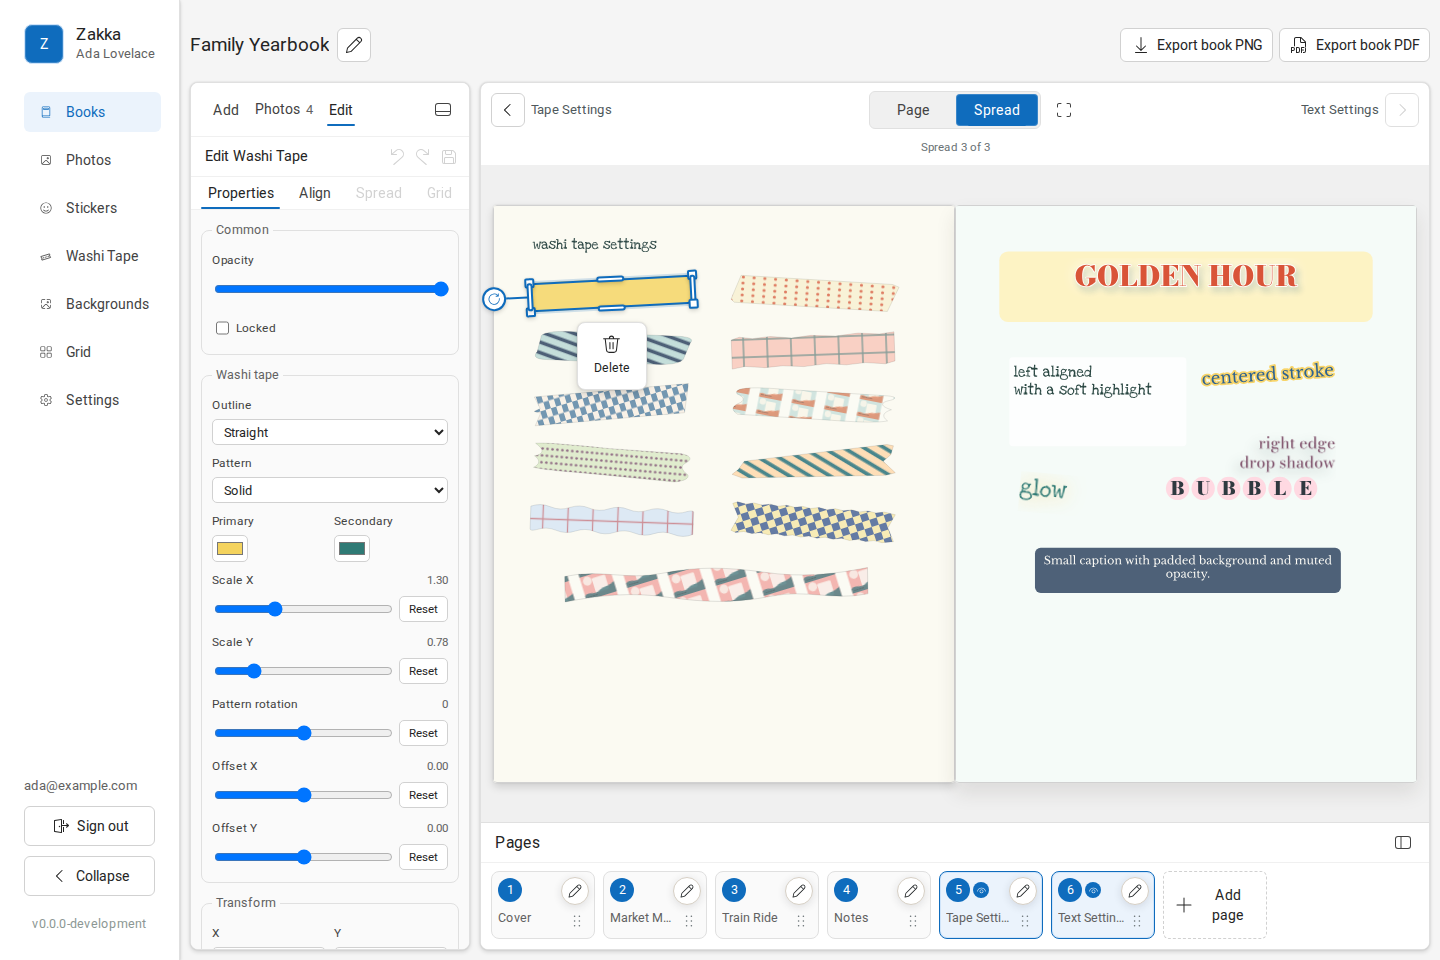 Z
Zakka
Ada Lovelace
Books
Photos
Stickers
Washi Tape
Backgrounds
Grid
Settings
ada@example.com
Sign out
Collapse
v0.0.0-development
Family Yearbook
Export book PNG
PDF
Export book PDF
Add
Photos 4
Edit
Edit Washi Tape
Properties
Align
Spread
Grid
Common
Opacity
Locked
Washi tape
Outline
Straight
Pattern
Solid
Primary
Secondary
Scale X
1.30
Reset
Scale Y
0.78
Reset
Pattern rotation
0
Reset
Offset X
0.00
Reset
Offset Y
0.00
Reset
Transform
X
Y
Tape Settings
Page
Spread
Text Settings
Spread 3 of 3
washi tape settings
Delete
GOLDEN HOUR
left aligned
with a soft highlight
centered stroke
right edge
drop shadow
glow
BUBBLE
Small caption with padded background and muted
opacity.
Pages
1
Cover
2
Market M...
3
Train Ride
4
Notes
5
Tape Setti...
6
Text Settin...
Add
page